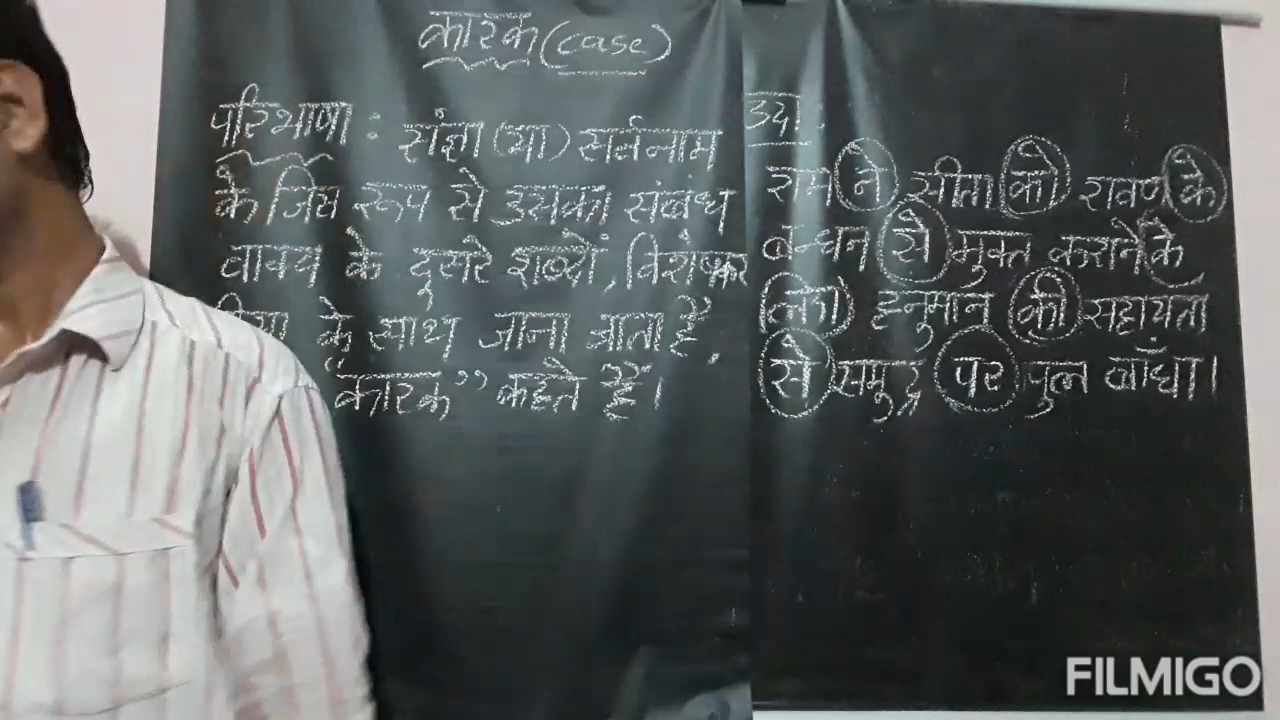 कारक (case)
परिभाषा : संज्ञा (या) सर्वनाम
के जिस रूप से उसका संबंध
वाक्य के दूसरे शब्दों, विशेषकर
के साथ जाना जाता है,
कारक" कहते हैं।
उदा :
राम ने सीता को रावण के
बन्धन से मुक्त कराने के
लिए हनुमान की सहायता
से समुद्र पर पुल बाँधा।
FILMIGO